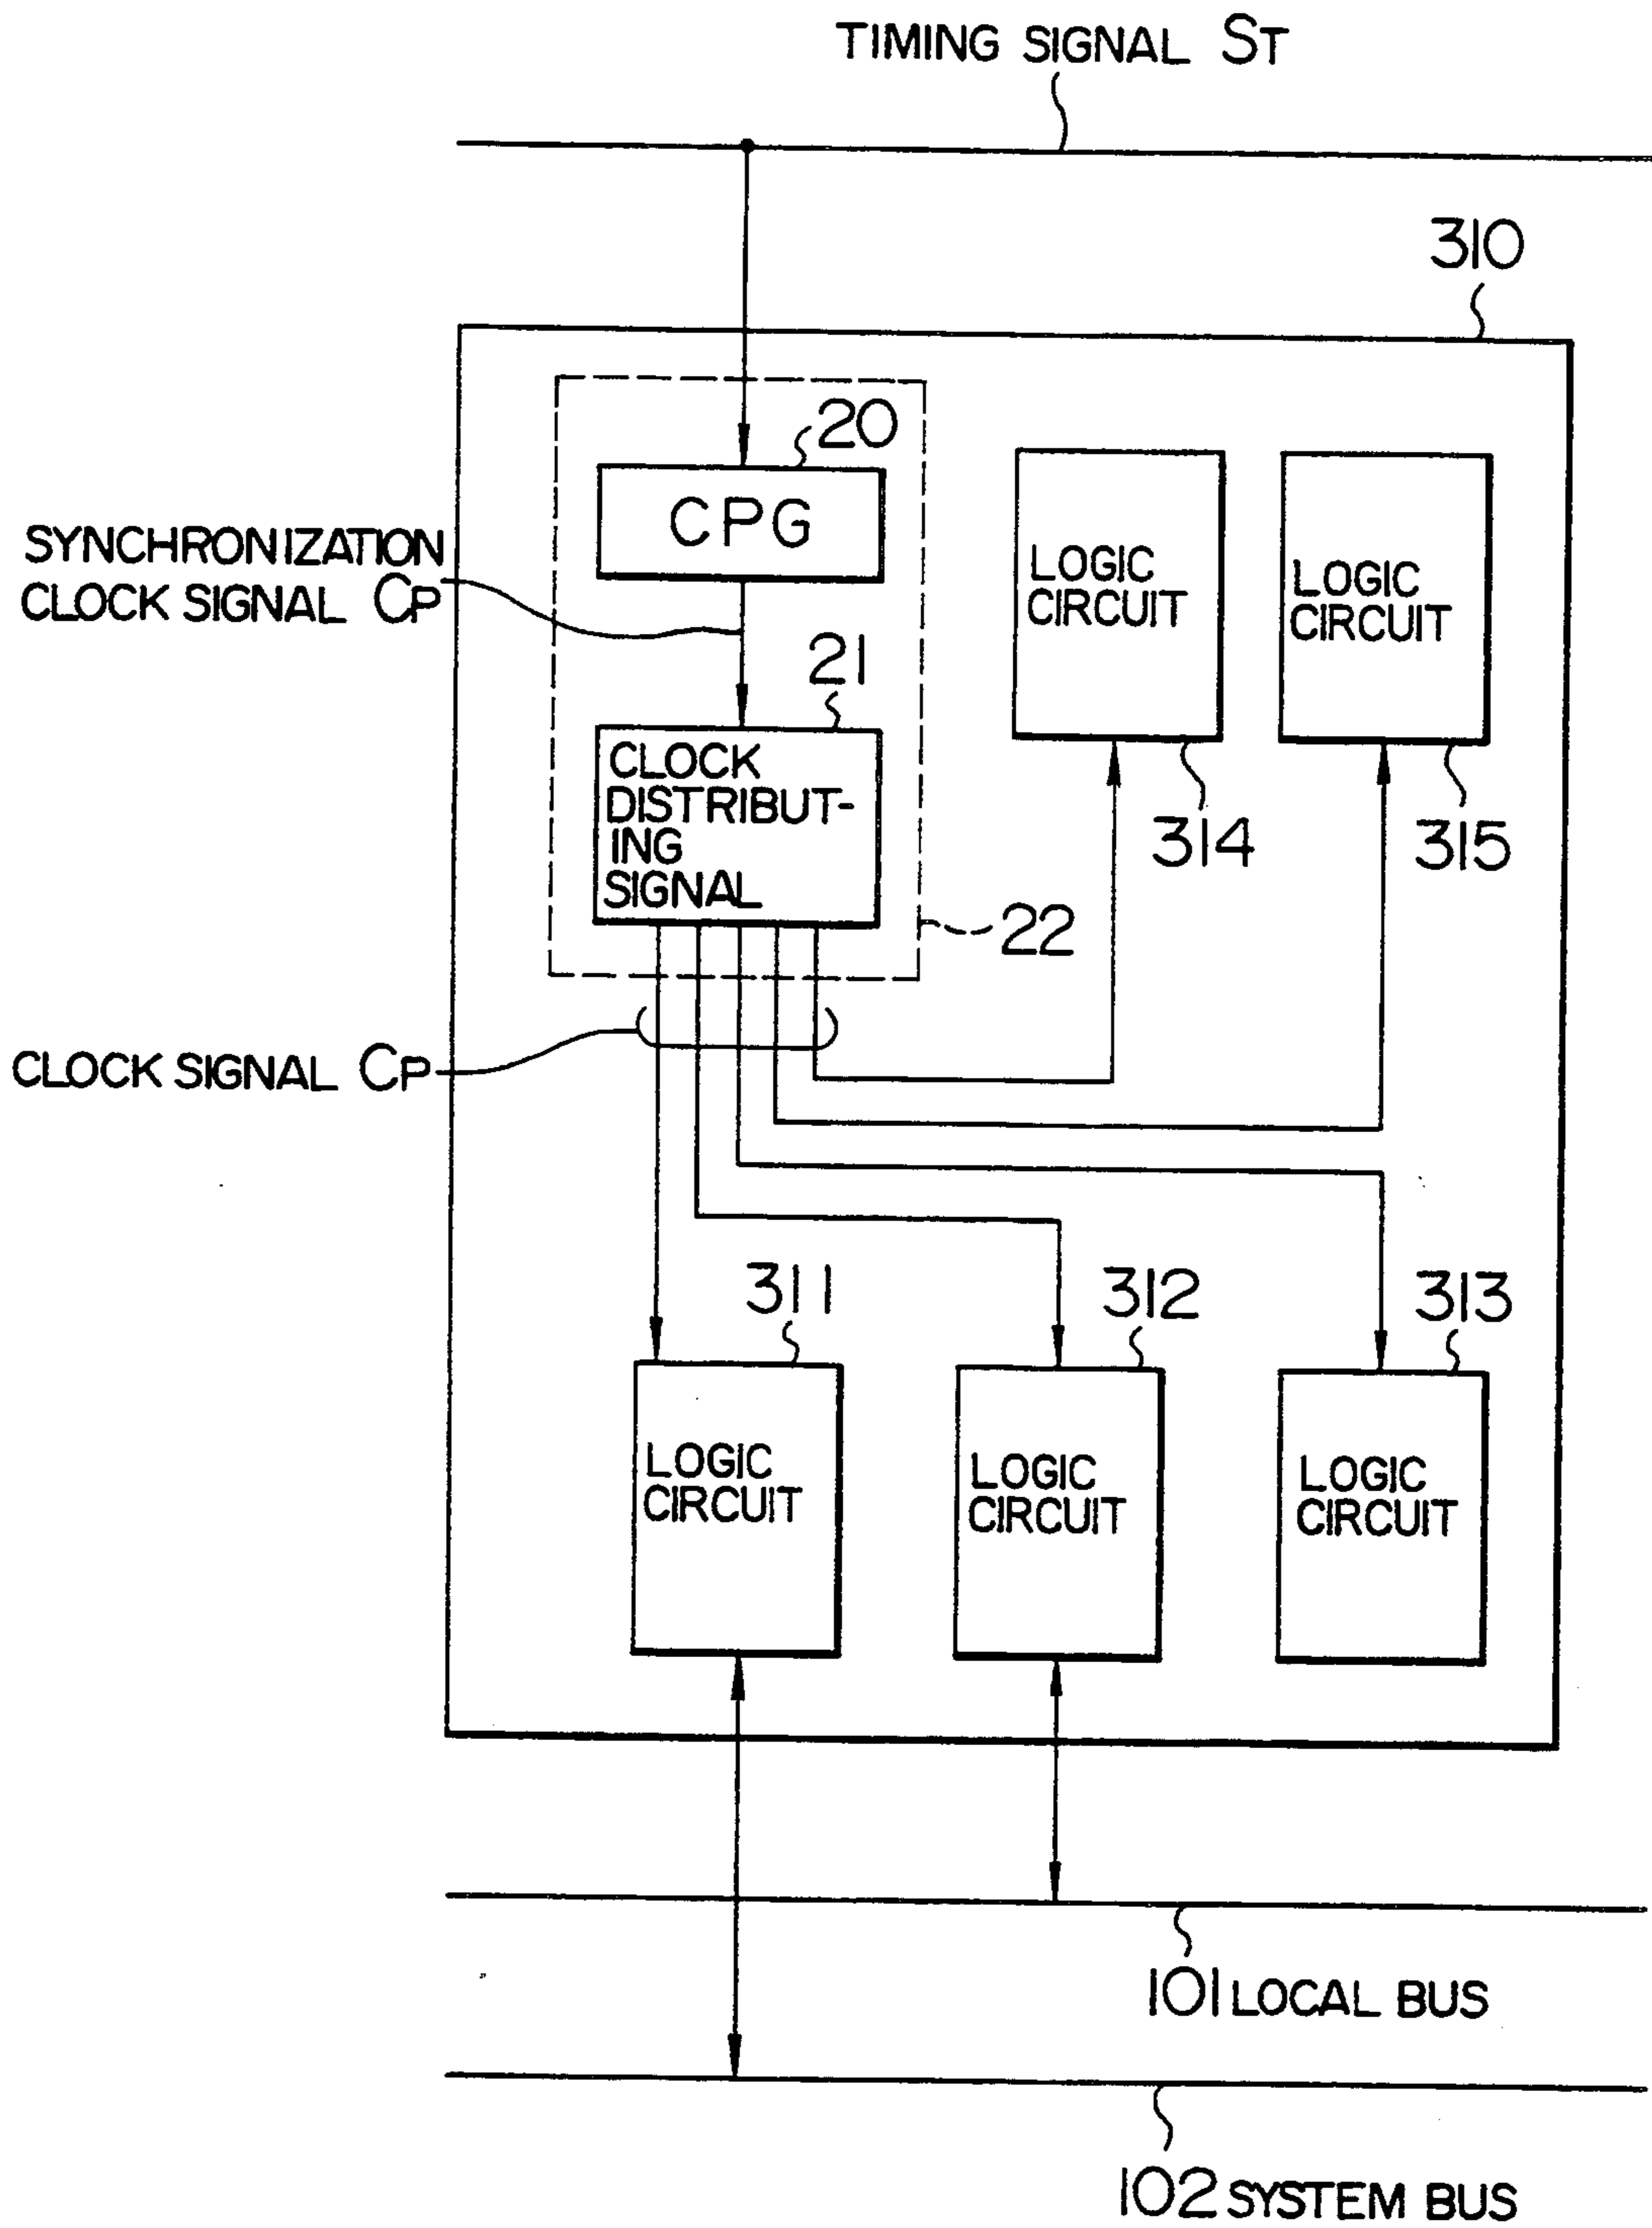 TIMING SIGNAL ST
310
20
CPG
SYNCHRONIZATION
CLOCK SIGNAL CP
21
CLOCK
DISTRIBUT-
ING
SIGNAL
22
LOGIC
CIRCUIT
314
LOGIC
CIRCUIT
315
CLOCK SIGNAL CP
311
LOGIC
CIRCUIT
312
LOGIC
CIRCUIT
313
LOGIC
CIRCUIT
101 LOCAL BUS
102 SYSTEM BUS